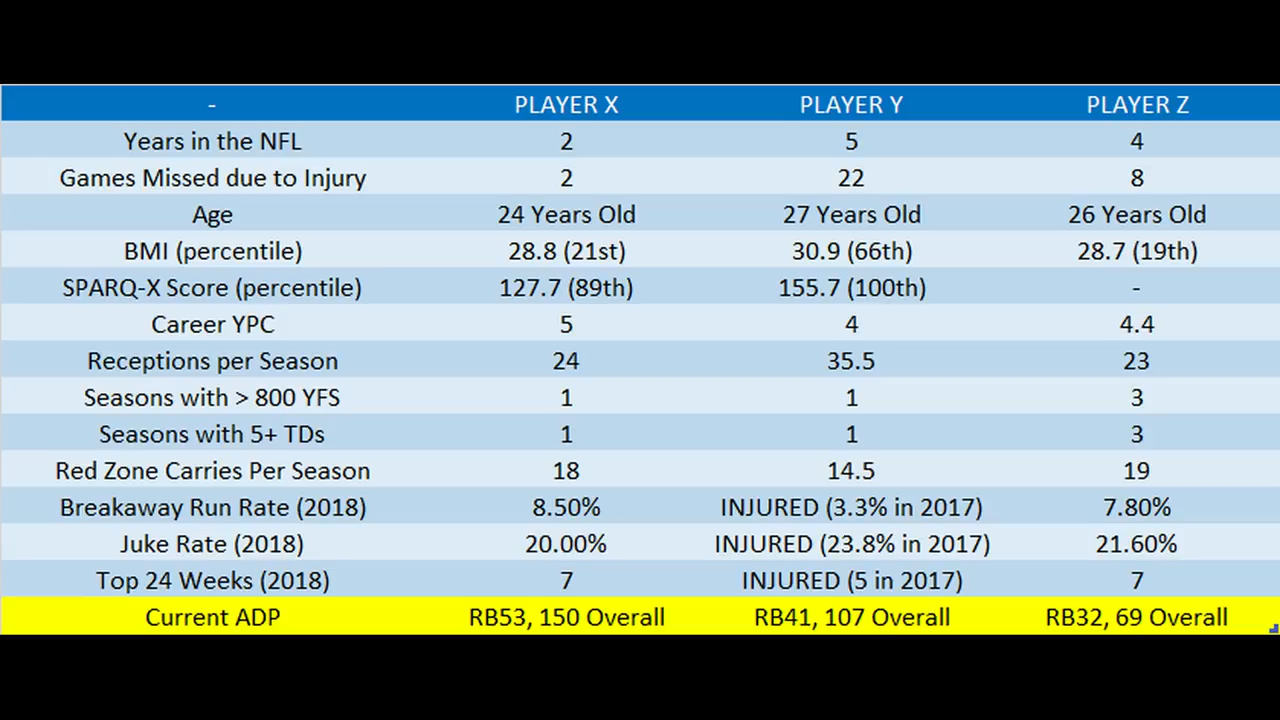 - PLAYER X PLAYER Y PLAYER Z
Years in the NFL 2 5 4
Games Missed due to Injury 2 22 8
Age 24 Years Old 27 Years Old 26 Years Old
BMI (percentile) 28.8 (21st) 30.9 (66th) 28.7 (19th)
SPARQ-X Score (percentile) 127.7 (89th) 155.7 (100th) -
Career YPC 5 4 4.4
Receptions per Season 24 35.5 23
Seasons with > 800 YFS 1 1 3
Seasons with 5+ TDs 1 1 3
Red Zone Carries Per Season 18 14.5 19
Breakaway Run Rate (2018) 8.50% INJURED (3.3% in 2017) 7.80%
Juke Rate (2018) 20.00% INJURED (23.8% in 2017) 21.60%
Top 24 Weeks (2018) 7 INJURED (5 in 2017) 7
Current ADP RB53, 150 Overall RB41, 107 Overall RB32, 69 Overall